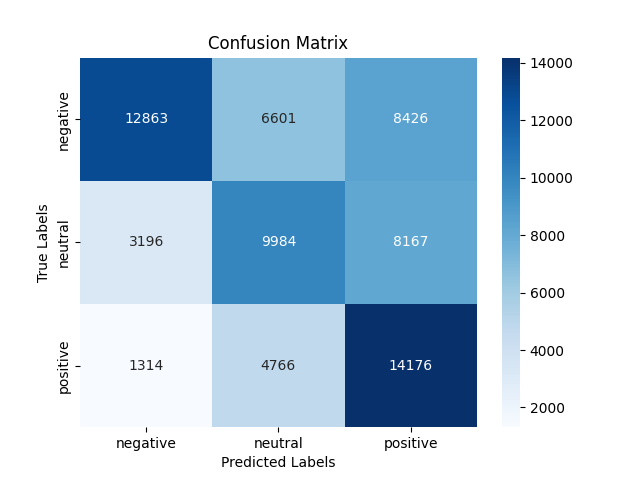 Confusion Matrix
True Labels
negative
neutral
positive
12863 6601 8426
3196 9984 8167
1314 4766 14176
negative neutral positive
Predicted Labels
14000
12000
10000
8000
6000
4000
2000